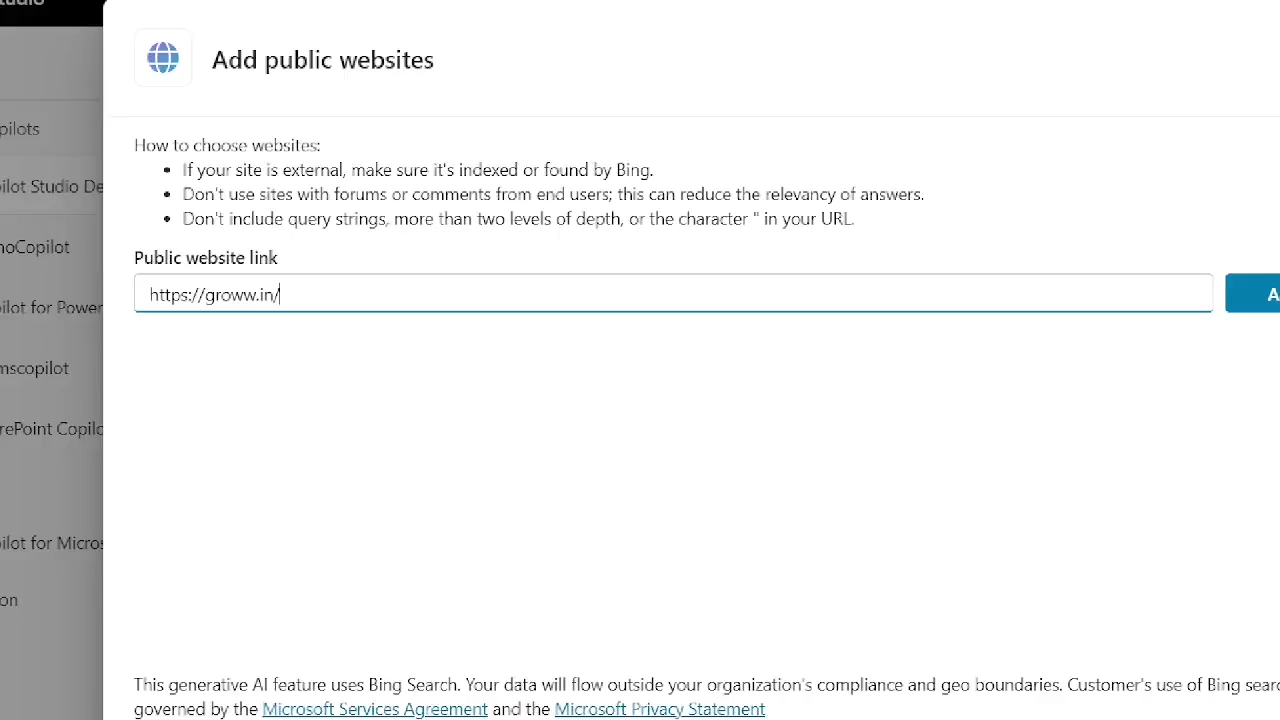 Add public websites
pilots
How to choose websites:
If your site is external, make sure it's indexed or found by Bing.
ilot Studio De
Don't use sites with forums or comments from end users; this can reduce the relevancy of answers.
Don't include query strings, more than two levels of depth, or the character " in your URL.
noCopilot
Public website link
https://groww.in/
A
ilot for Power
mscopilot
rePoint Copilo
ilot for Micros
on
This generative AI feature uses Bing Search. Your data will flow outside your organization's compliance and geo boundaries. Customer's use of Bing sear
governed by the Microsoft Services Agreement and the Microsoft Privacy Statement